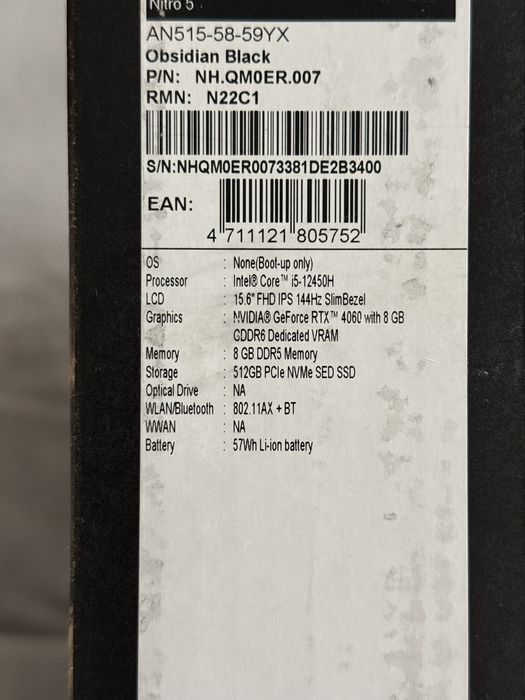 Nitro 5
AN515-58-59YX
Obsidian Black
P/N: NH.QM0ER.007
RMN: N22C1
S/N:NHQM0ER0073381DE2B3400
EAN:
4 711121 805752
OS : None(Boot-up only)
Processor : Intel® Core™ i5-12450H
LCD : 15.6" FHD IPS 144Hz SlimBezel
Graphics : NVIDIA® GeForce RTX™ 4060 with 8 GB
GDDR6 Dedicated VRAM
Memory : 8 GB DDR5 Memory
Storage : 512GB PCIe NVMe SED SSD
Optical Drive : NA
WLAN/Bluetooth : 802.11AX + BT
WWAN : NA
Battery : 57Wh Li-ion battery